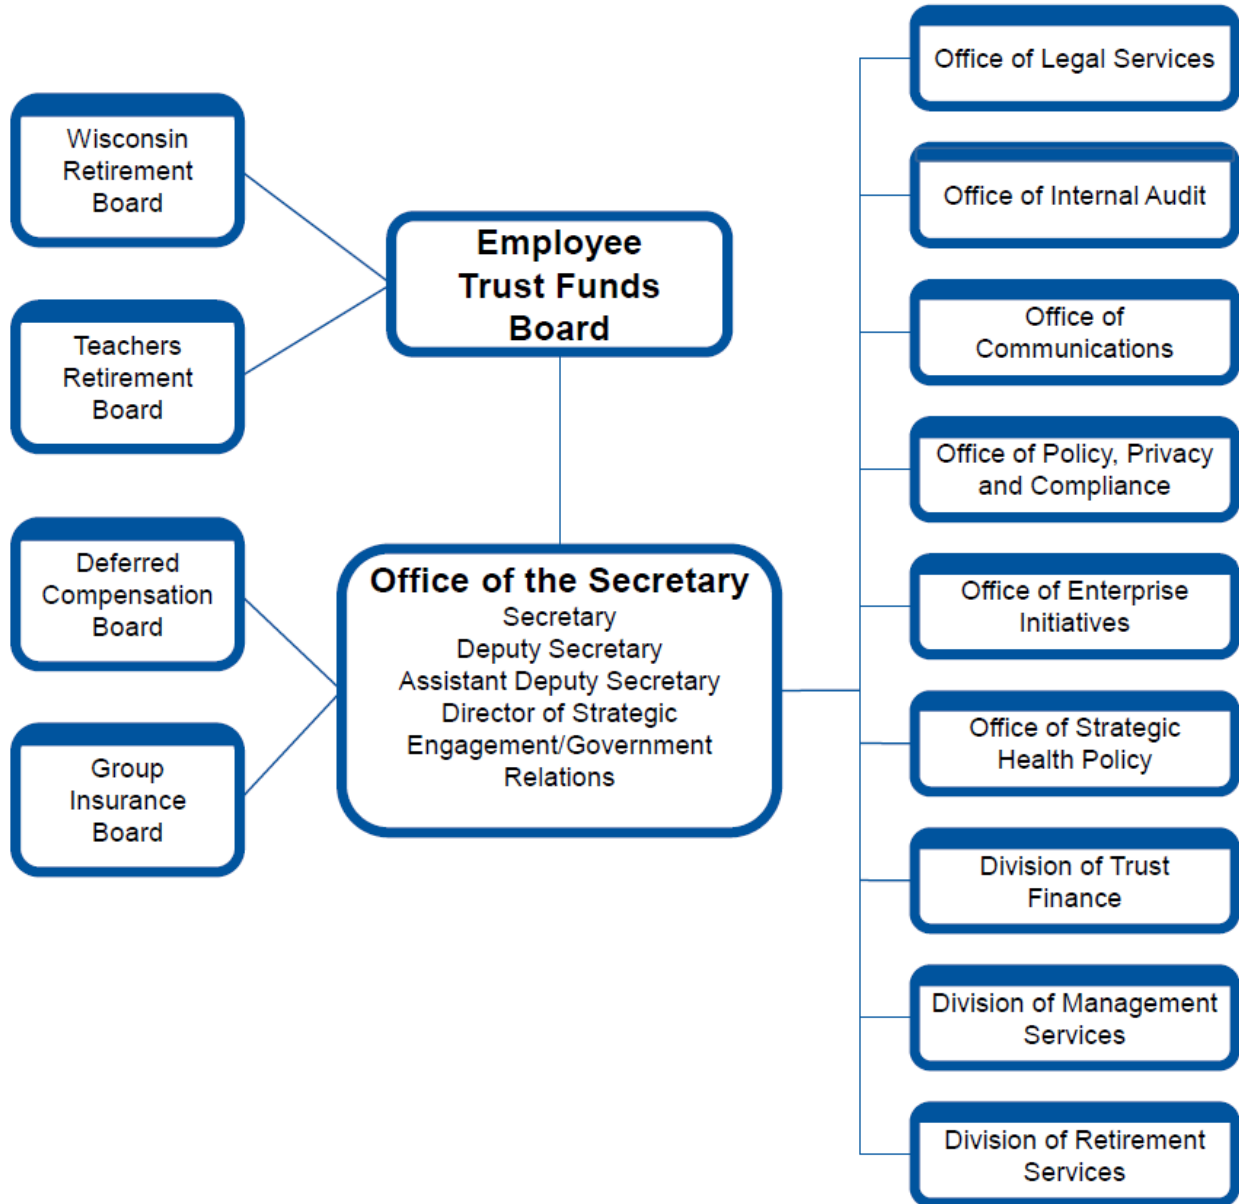 Wisconsin
Retirement
Board
Teachers
Retirement
Board
Deferred
Compensation
Board
Group
Insurance
Board
Employee
Trust Funds
Board
Office of the Secretary
Secretary
Deputy Secretary
Assistant Deputy Secretary
Director of Strategic
Engagement/Government
Relations
Office of Legal Services
Office of Internal Audit
Office of
Communications
Office of Policy, Privacy
and Compliance
Office of Enterprise
Initiatives
Office of Strategic
Health Policy
Division of Trust
Finance
Division of Management
Services
Division of Retirement
Services